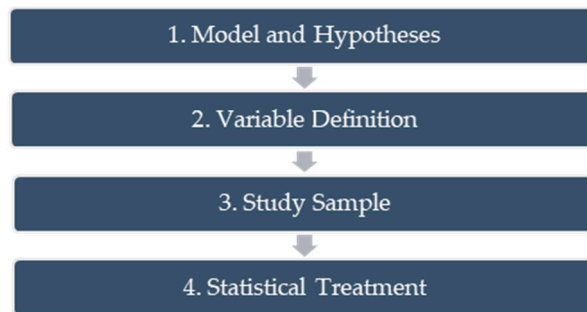 1. Model and Hypotheses
2. Variable Definition
3. Study Sample
4. Statistical Treatment